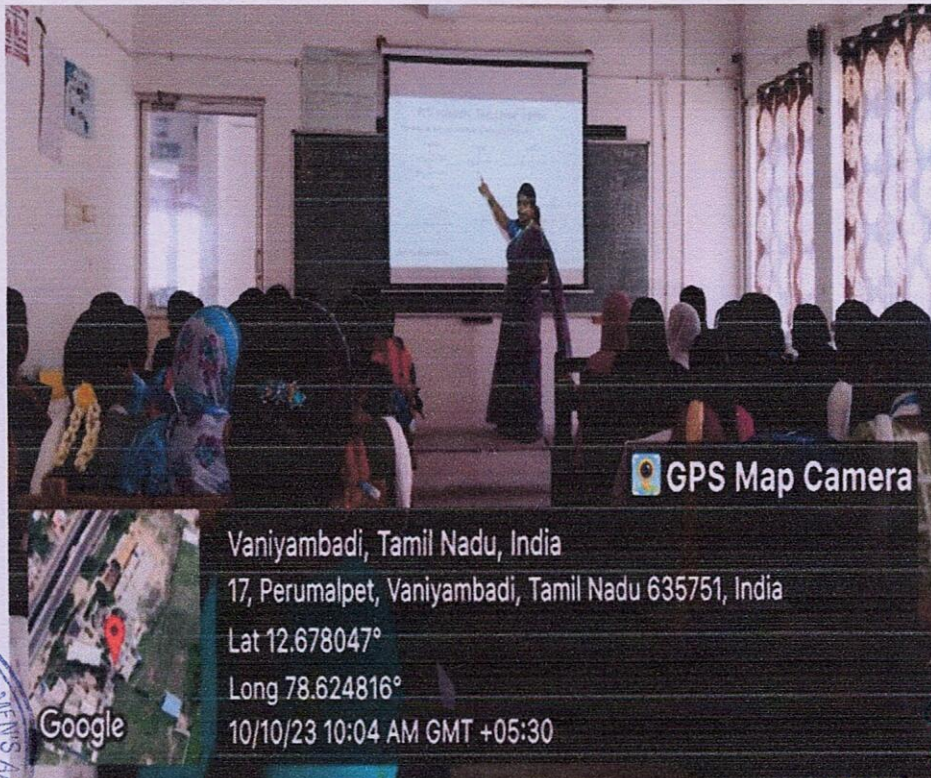 GPS Map Camera
Vaniyambadi, Tamil Nadu, India
17, Perumalpet, Vaniyambadi, Tamil Nadu 635751, India
Lat 12.678047°
Long 78.624816°
10/10/23 10:04 AM GMT +05:30
Google